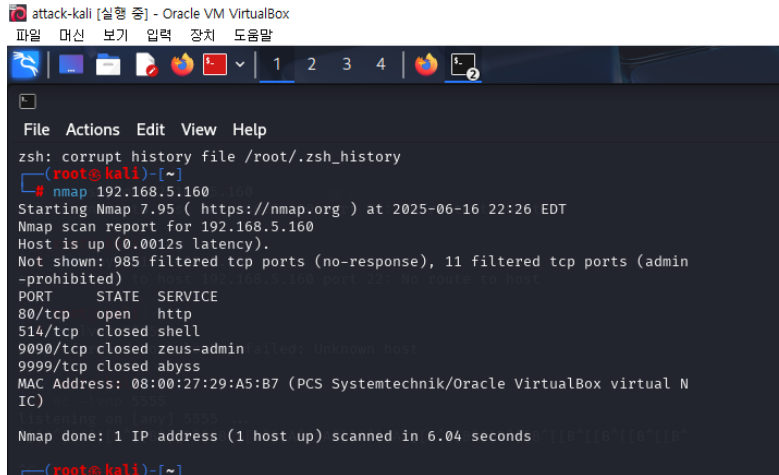 attack-kali [실행 중] - Oracle VM VirtualBox
파일 머신 보기 입력 장치 도움말
1 2 3 4 2
File Actions Edit View Help
zsh: corrupt history file /root/.zsh_history
┌──(root㉿kali)-[~]
└─# nmap 192.168.5.160
Starting Nmap 7.95 ( https://nmap.org ) at 2025-06-16 22:26 EDT
Nmap scan report for 192.168.5.160
Host is up (0.0012s latency).
Not shown: 985 filtered tcp ports (no-response), 11 filtered tcp ports (admin
-prohibited)
PORT STATE SERVICE
80/tcp open http
514/tcp closed shell
9090/tcp closed zeus-admin
9999/tcp closed abyss
MAC Address: 08:00:27:29:A5:B7 (PCS Systemtechnik/Oracle VirtualBox virtual N
IC)
Nmap done: 1 IP address (1 host up) scanned in 6.04 seconds
┌──(root㉿kali)-[~]